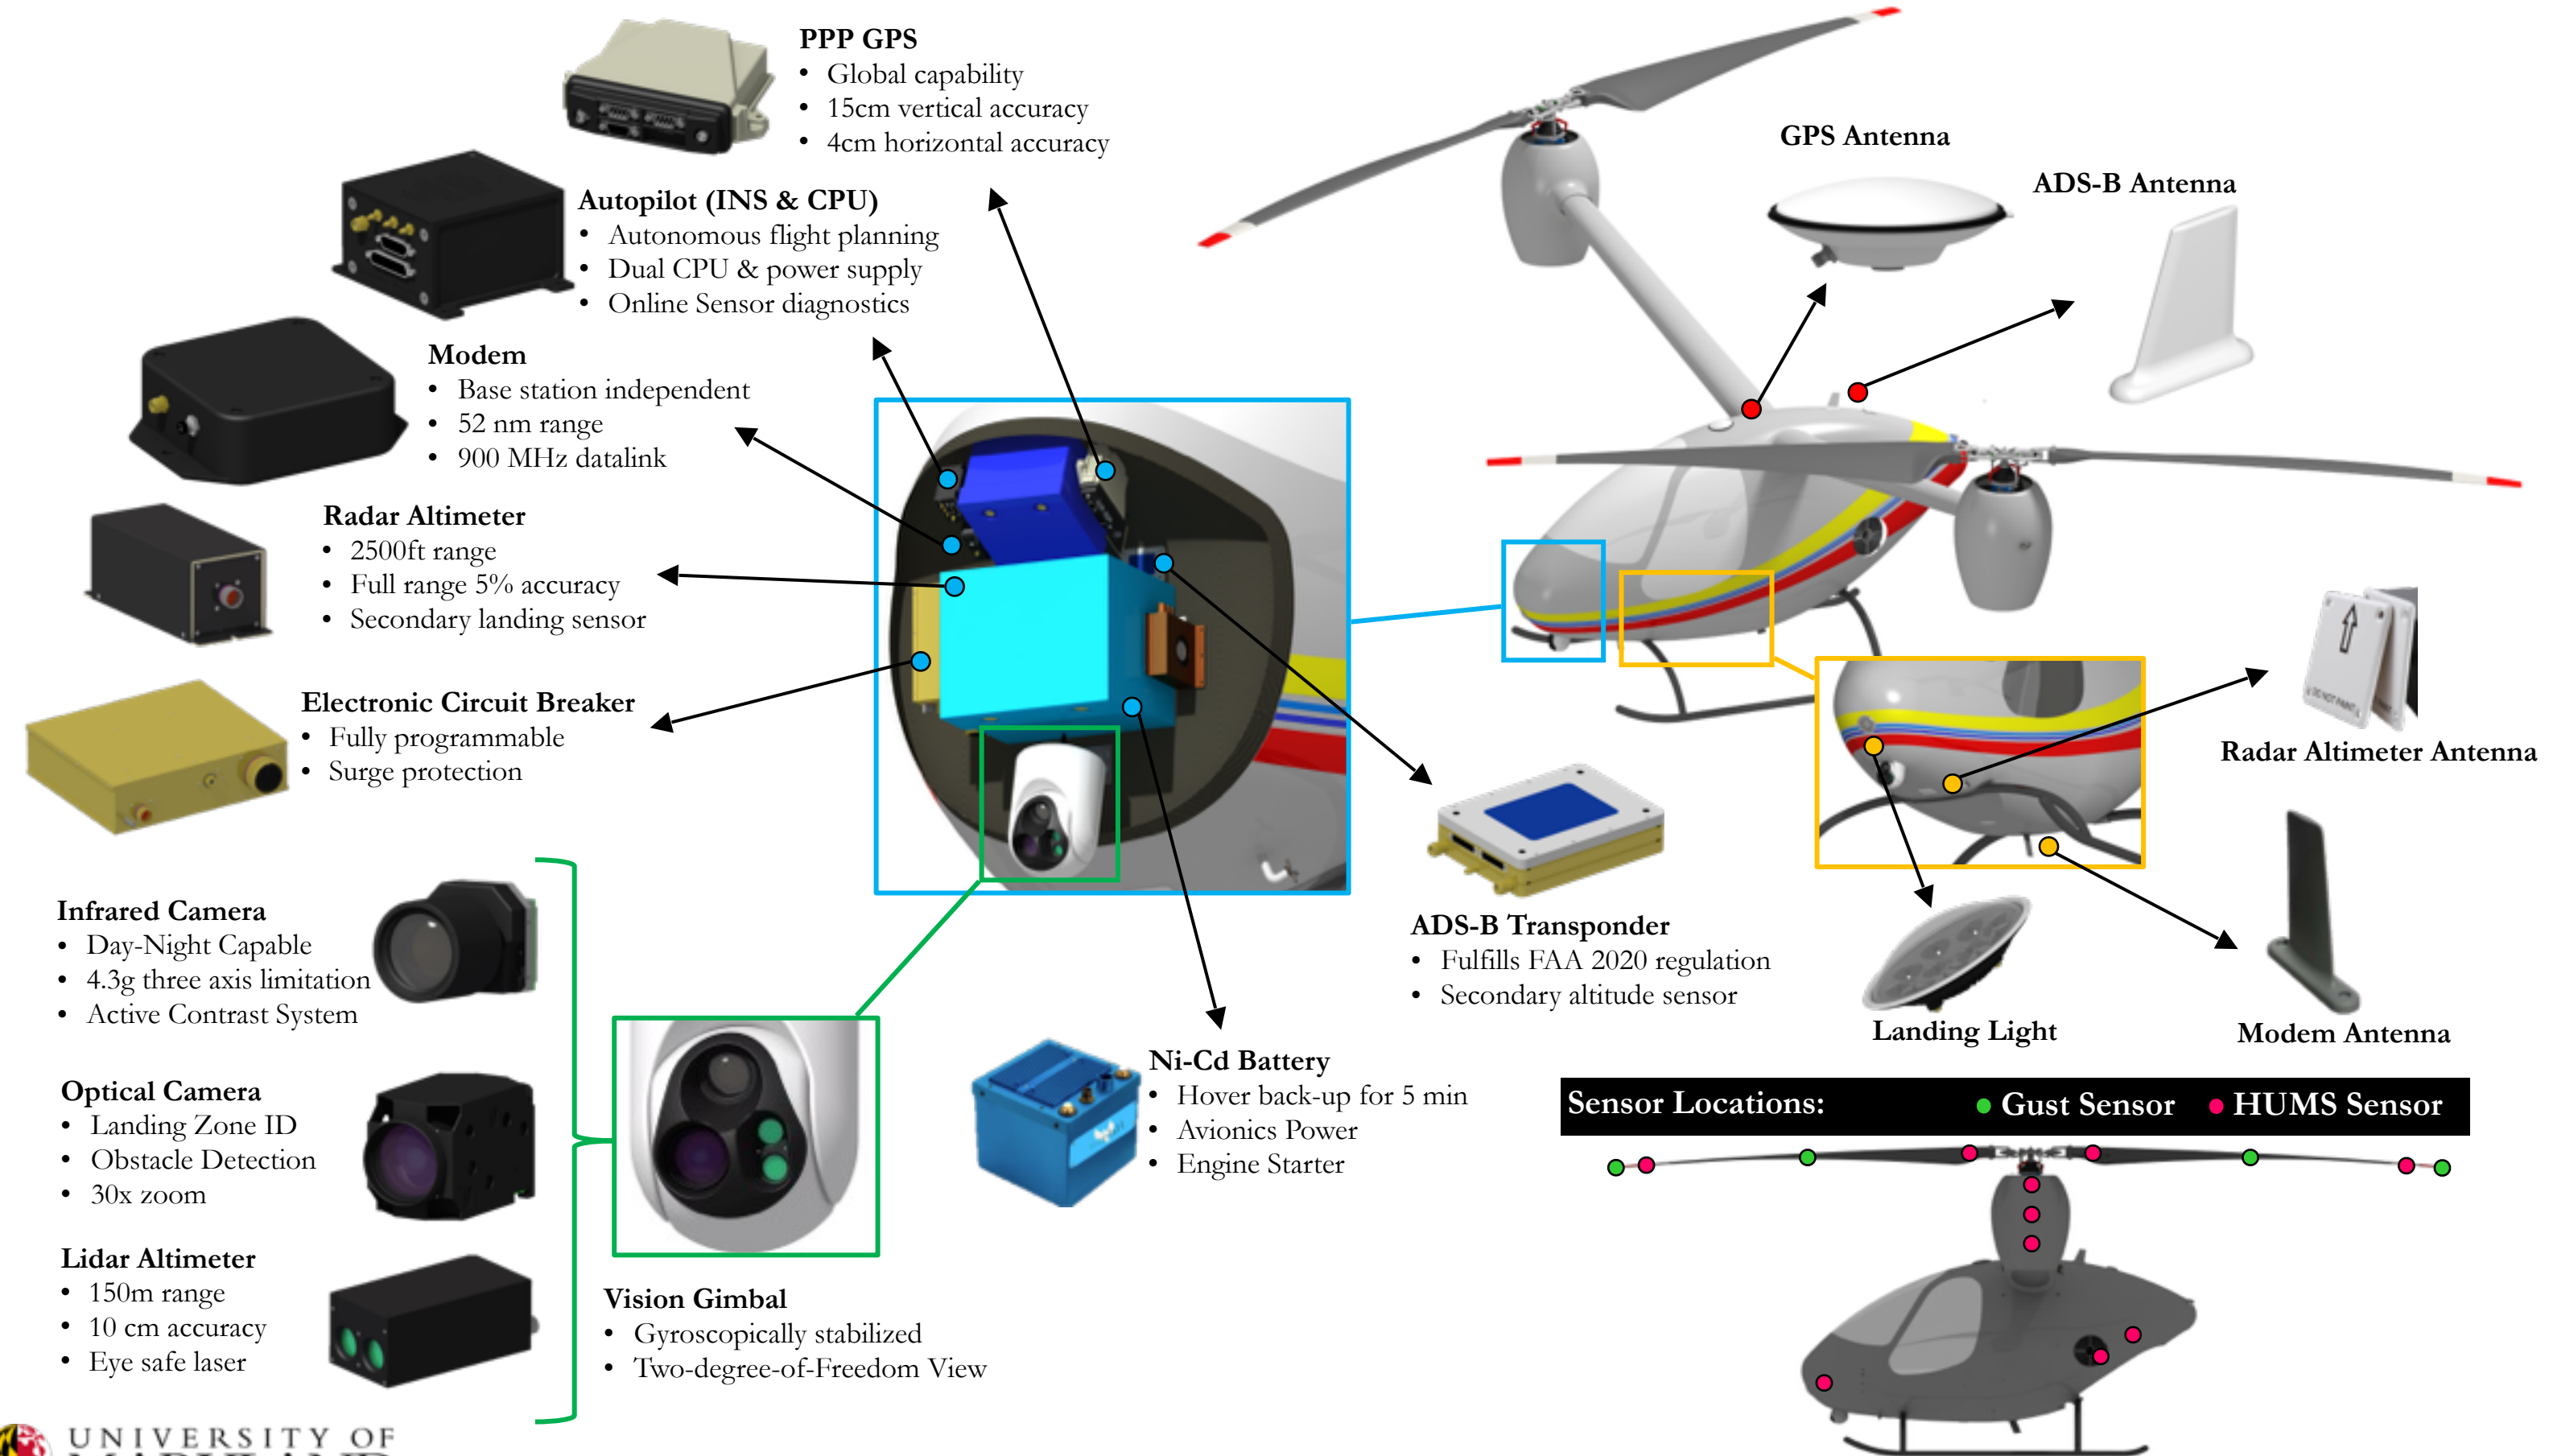 PPP GPS
• Global capability
• 15cm vertical accuracy
• 4cm horizontal accuracy
Autopilot (INS & CPU)
• Autonomous flight planning
• Dual CPU & power supply
• Online Sensor diagnostics
Modem
• Base station independent
• 52 nm range
• 900 MHz datalink
Radar Altimeter
• 2500ft range
• Full range 5% accuracy
• Secondary landing sensor
Electronic Circuit Breaker
• Fully programmable
• Surge protection
Infrared Camera
• Day-Night Capable
• 4.3g three axis limitation
• Active Contrast System
Optical Camera
• Landing Zone ID
• Obstacle Detection
• 30x zoom
Lidar Altimeter
• 150m range
• 10 cm accuracy
• Eye safe laser
Vision Gimbal
• Gyroscopically stabilized
• Two-degree-of-Freedom View
Ni-Cd Battery
• Hover back-up for 5 min
• Avionics Power
• Engine Starter
ADS-B Transponder
• Fulfills FAA 2020 regulation
• Secondary altitude sensor
GPS Antenna
ADS-B Antenna
DO NOT PAINT
Radar Altimeter Antenna
Landing Light
Modem Antenna
Sensor Locations: Gust Sensor HUMS Sensor
UNIVERSITY OF